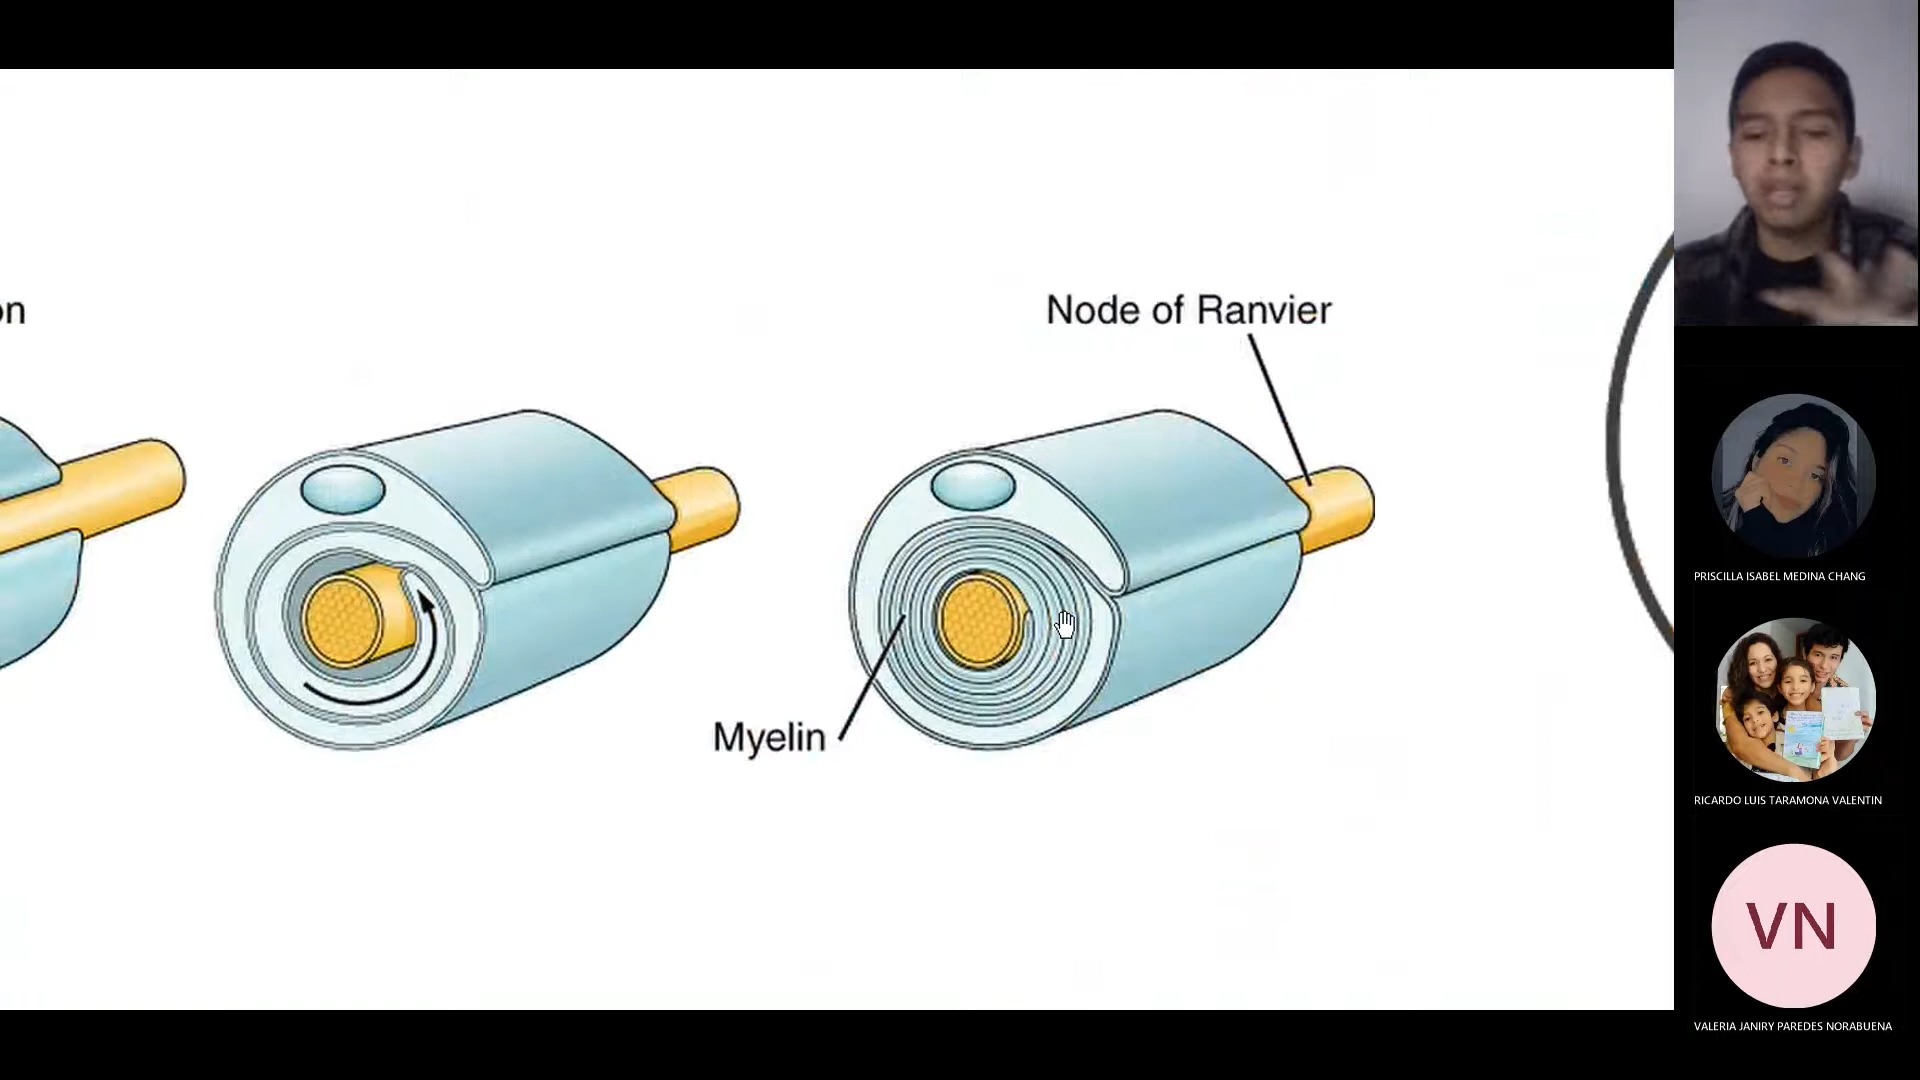 on
Node of Ranvier
Myelin
PRISCILLA ISABEL MEDINA CHANG
RICARDO LUIS TARAMONA VALENTIN
VN
VALERIA JANIRY PAREDES NORABUENA